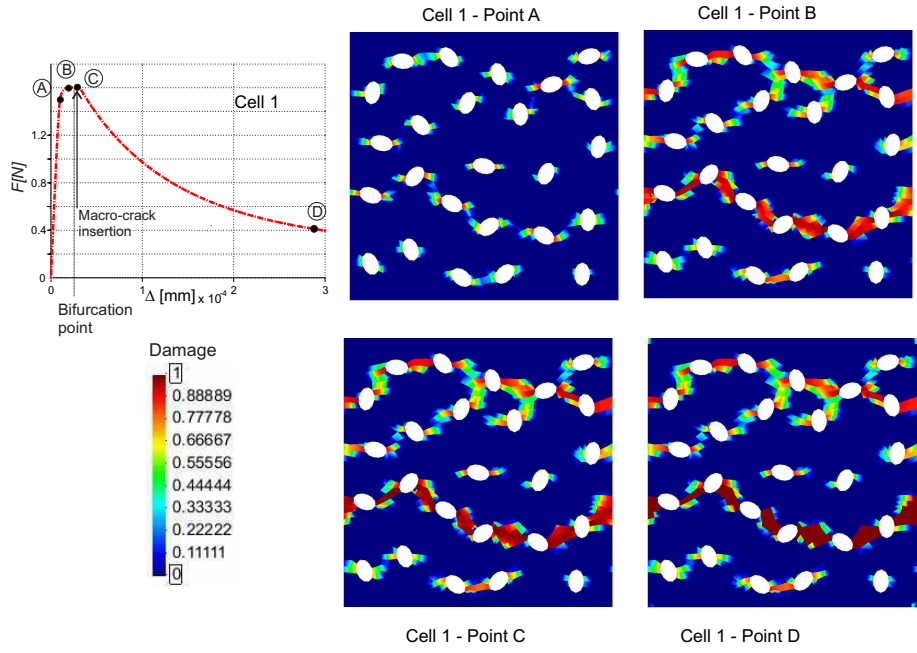 Cell 1 - Point A
Cell 1 - Point B
A
B
C
Cell 1
1.2
F[N]
0.8
Macro-crack
insertion
D
0.4
0
0
1
2
3
Δ [mm] x 10⁻⁴
Bifurcation
point
Damage
1
0.88889
0.77778
0.66667
0.55556
0.44444
0.33333
0.22222
0.11111
0
Cell 1 - Point C
Cell 1 - Point D